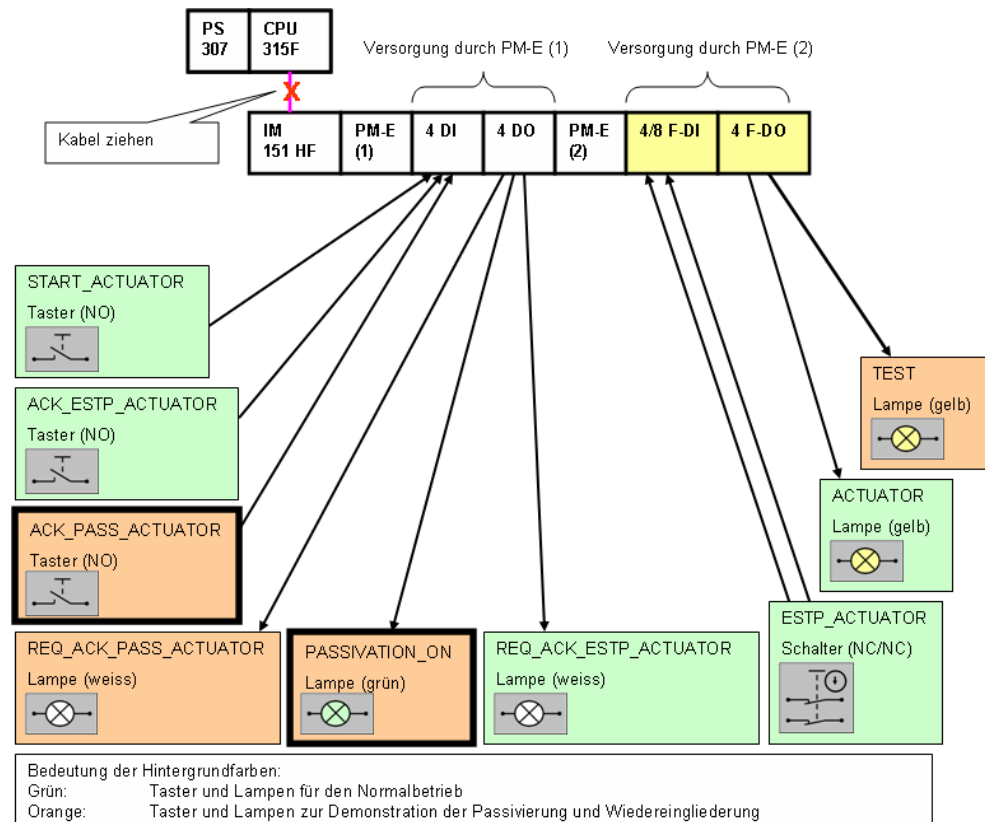 PS
307
CPU
315F
Versorgung durch PM-E (1)
Versorgung durch PM-E (2)
Kabel ziehen
IM
151 HF
PM-E
(1)
4 DI
4 DO
PM-E
(2)
4/8 F-DI
4 F-DO
START_ACTUATOR
Taster (NO)
ACK_ESTP_ACTUATOR
Taster (NO)
ACK_PASS_ACTUATOR
Taster (NO)
TEST
Lampe (gelb)
ACTUATOR
Lampe (gelb)
REQ_ACK_PASS_ACTUATOR
Lampe (weiss)
PASSIVATION_ON
Lampe (grün)
REQ_ACK_ESTP_ACTUATOR
Lampe (weiss)
ESTP_ACTUATOR
Schalter (NC/NC)
Bedeutung der Hintergrundfarben:
Grün: Taster und Lampen für den Normalbetrieb
Orange: Taster und Lampen zur Demonstration der Passivierung und Wiedereingliederung